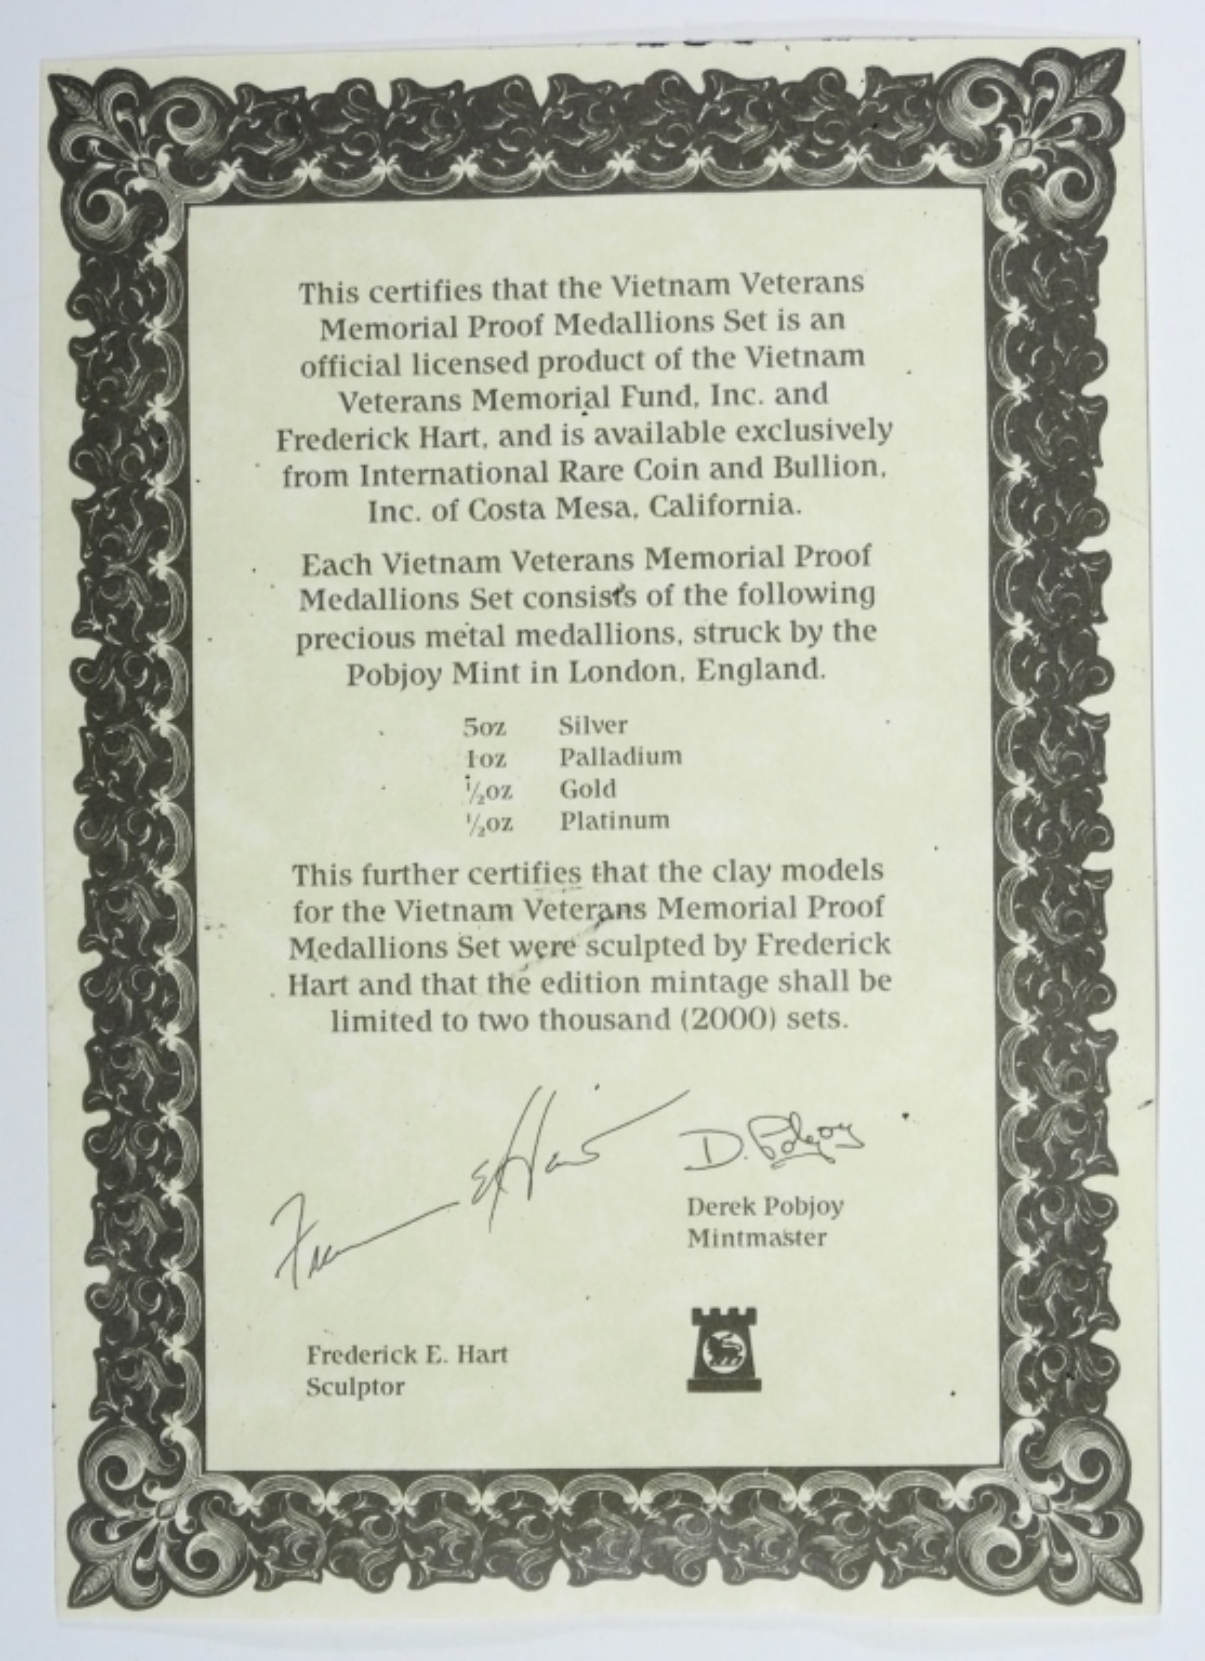 This certifies that the Vietnam Veterans
Memorial Proof Medallions Set is an
official licensed product of the Vietnam
Veterans Memorial Fund, Inc. and
Frederick Hart, and is available exclusively
from International Rare Coin and Bullion,
Inc. of Costa Mesa, California.
Each Vietnam Veterans Memorial Proof
Medallions Set consists of the following
precious metal medallions, struck by the
Pobjoy Mint in London, England.
5oz Silver
1oz Palladium
½oz Gold
½oz Platinum
This further certifies that the clay models
for the Vietnam Veterans Memorial Proof
Medallions Set were sculpted by Frederick
Hart and that the edition mintage shall be
limited to two thousand (2000) sets.
D. Pobjoy
Derek Pobjoy
Mintmaster
Frederick E. Hart
Sculptor